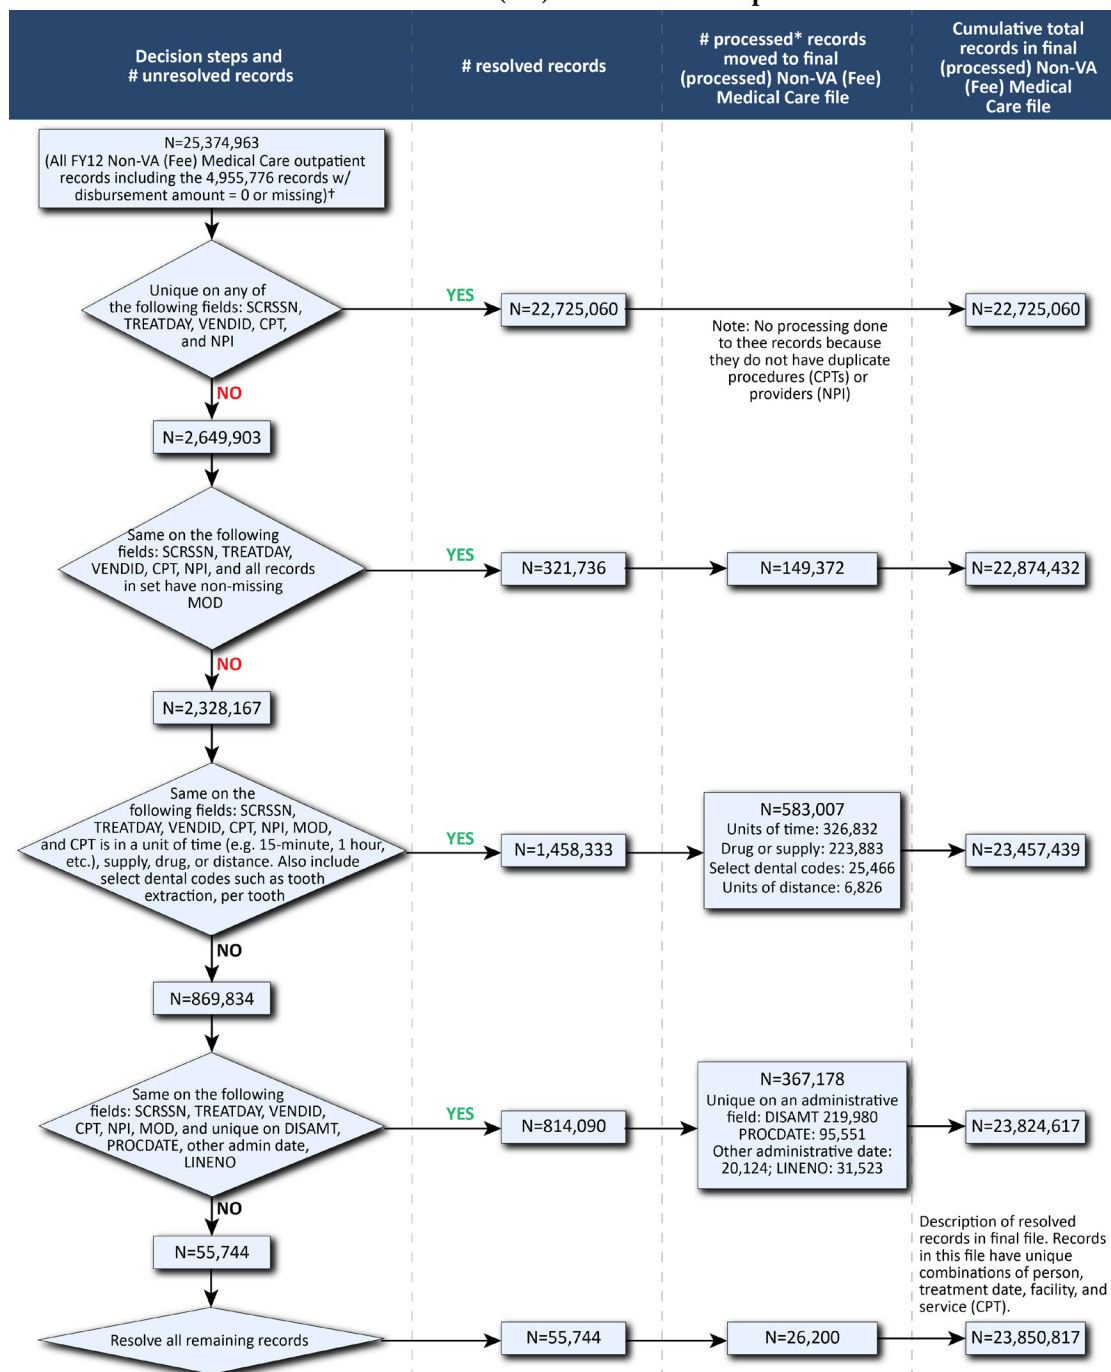 Decision steps and
# unresolved records
# resolved records
# processed* records
moved to final
(processed) Non-VA (Fee)
Medical Care file
Cumulative total
records in final
(processed) Non-VA
(Fee) Medical
Care file
N=25,374,963
(All FY12 Non-VA (Fee) Medical Care outpatient
records including the 4,955,776 records w/
disbursement amount = 0 or missing)†
Unique on any of
the following fields: SCRSSN,
TREATDAY, VENDID, CPT,
and NPI
YES
N=22,725,060
Note: No processing done
to thee records because
they do not have duplicate
procedures (CPTs) or
providers (NPI)
N=22,725,060
NO
N=2,649,903
Same on the following
fields: SCRSSN, TREATDAY,
VENDID, CPT, NPI, and all records
in set have non-missing
MOD
YES
N=321,736
N=149,372
N=22,874,432
NO
N=2,328,167
Same on the
following fields: SCRSSN,
TREATDAY, VENDID, CPT, NPI, MOD,
and CPT is in a unit of time (e.g. 15-minute, 1 hour,
etc.), supply, drug, or distance. Also include
select dental codes such as tooth
extraction, per tooth
YES
N=1,458,333
N=583,007
Units of time: 326,832
Drug or supply: 223,883
Select dental codes: 25,466
Units of distance: 6,826
N=23,457,439
NO
N=869,834
Same on the following
fields: SCRSSN, TREATDAY, VENDID,
CPT, NPI, MOD, and unique on DISAMT,
PROCDATE, other admin date,
LINENO
YES
N=814,090
N=367,178
Unique on an administrative
field: DISAMT 219,980
PROCDATE: 95,551
Other administrative date:
20,124; LINENO: 31,523
N=23,824,617
NO
N=55,744
Description of resolved
records in final file. Records
in this file have unique
combinations of person,
treatment date, facility, and
service (CPT).
Resolve all remaining records
N=55,744
N=26,200
N=23,850,817